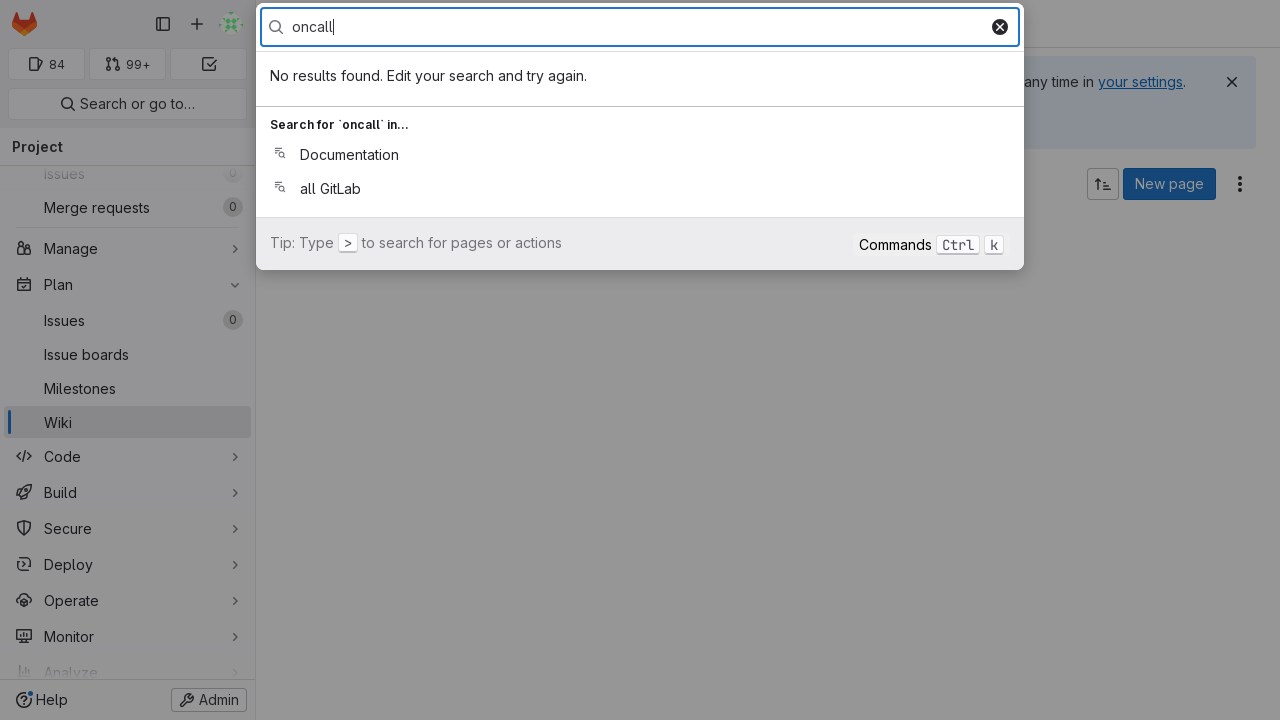 oncall
84
99+
any time in your settings.
No results found. Edit your search and try again.
Search or go to…
Search for `oncall` in...
Project
Documentation
Issues 0
all GitLab
New page
Merge requests 0
Manage
Tip: Type > to search for pages or actions
Commands Ctrl k
Plan
Issues 0
Issue boards
Milestones
Wiki
Code
Build
Secure
Deploy
Operate
Monitor
Analyze
Help
Admin